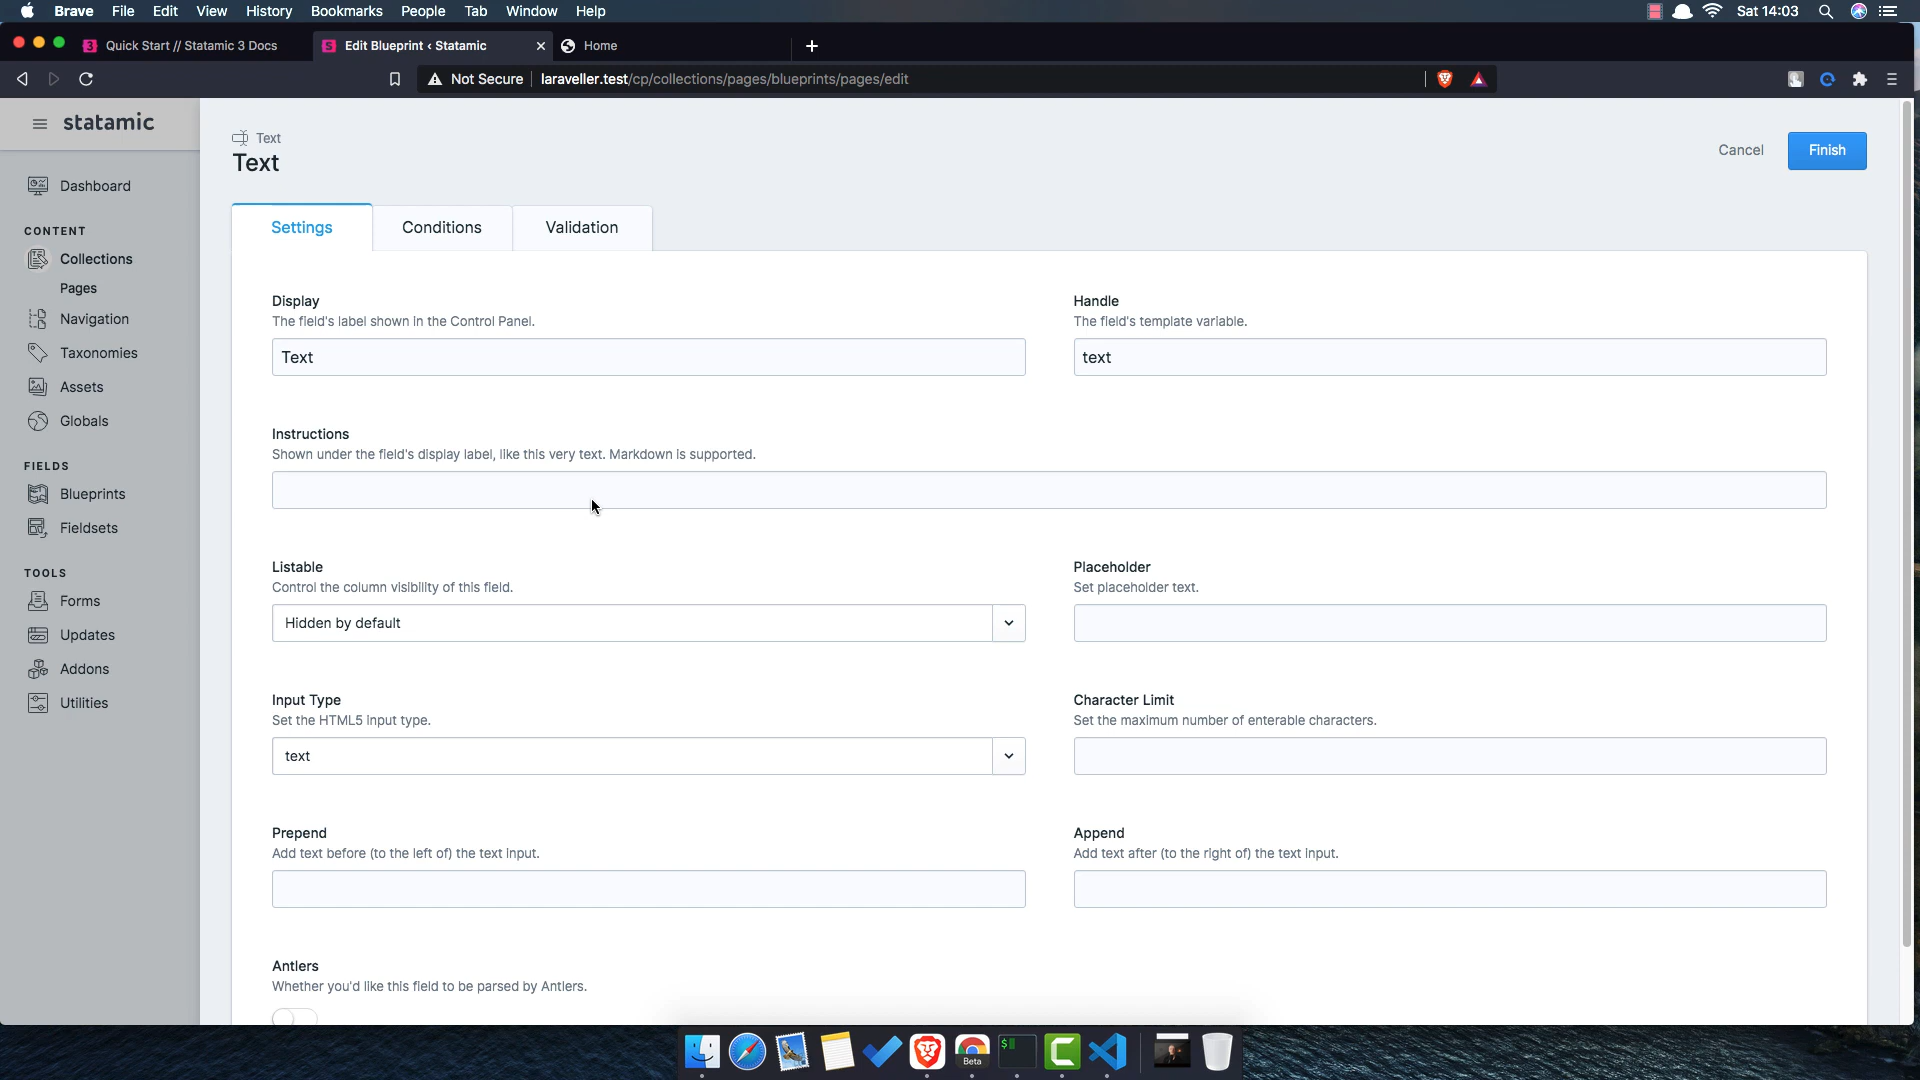 Brave File Edit View History Bookmarks People Tab Window Help Sat 14:03
Quick Start // Statamic 3 Docs Edit Blueprint ‹ Statamic Home
Not Secure laraveller.test/cp/collections/pages/blueprints/pages/edit
statamic
Text
Text
Cancel Finish
Dashboard
Settings Conditions Validation
CONTENT
Collections
Pages
Navigation
Taxonomies
Assets
Globals
FIELDS
Blueprints
Fieldsets
TOOLS
Forms
Updates
Addons
Utilities
Display
The field's label shown in the Control Panel.
Text
Handle
The field's template variable.
text
Instructions
Shown under the field's display label, like this very text. Markdown is supported.
Listable
Control the column visibility of this field.
Hidden by default
Placeholder
Set placeholder text.
Input Type
Set the HTML5 input type.
text
Character Limit
Set the maximum number of enterable characters.
Prepend
Add text before (to the left of) the text input.
Append
Add text after (to the right of) the text input.
Antlers
Whether you'd like this field to be parsed by Antlers.
Beta